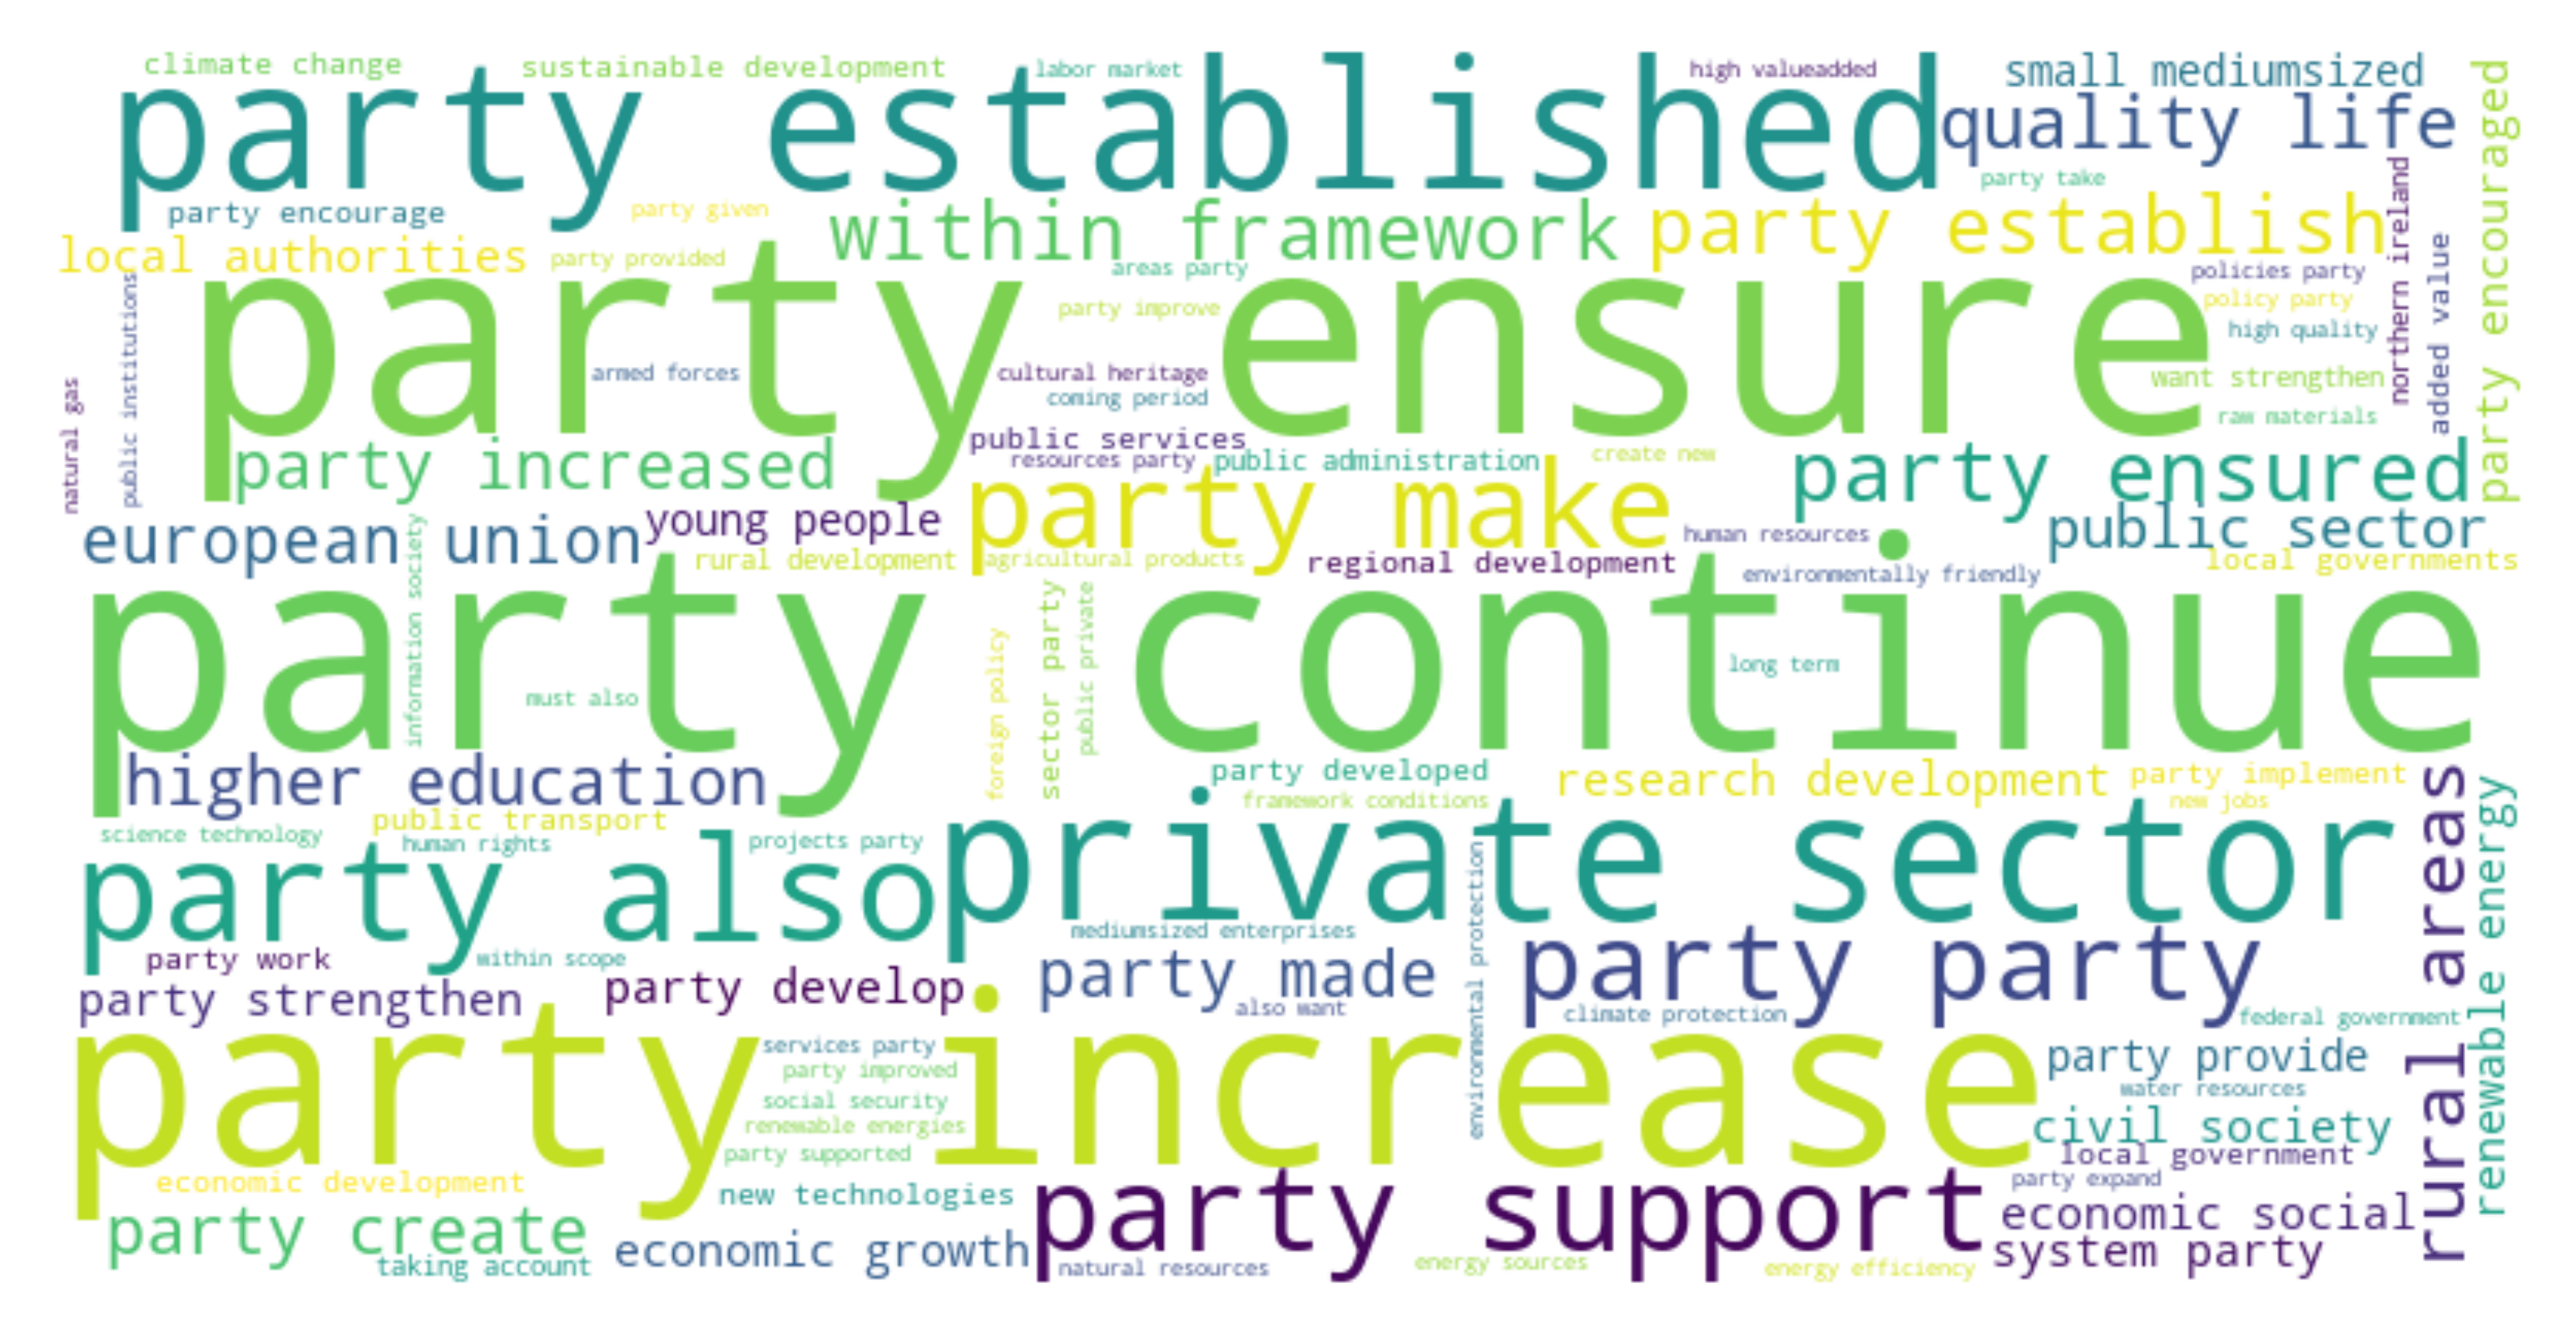 climate change
sustainable development
labor market
high valueadded
small mediumsized
party established
quality life
party encouraged
party take
northern ireland
party encourage
party given
within framework
party establish
local authorities
party provided
areas party
policies party
added value
public institutions
party ensure
party improve
policy party
high quality
armed forces
cultural heritage
want strengthen
natural gas
coming period
raw materials
public services
party increased
resources party
public administration
create new
party ensured
party make
european union
young people
human resources
public sector
information society
rural development
agricultural products
regional development
environmentally friendly
local governments
party continue
sector party
public private
foreign policy
long term
must also
higher education
party developed
research development
party implement
rural areas
renewable energy
framework conditions
new jobs
public transport
science technology
human rights
projects party
private sector
party also
environmental protection
mediumsized enterprises
party party
party work
within scope
party made
party strengthen
party develop
also want
climate protection
federal government
party increase
services party
party provide
party improved
water resources
social security
civil society
renewable energies
party supported
local government
economic development
new technologies
party support
party expand
party create
economic social
economic growth
system party
taking account
natural resources
energy sources
energy efficiency